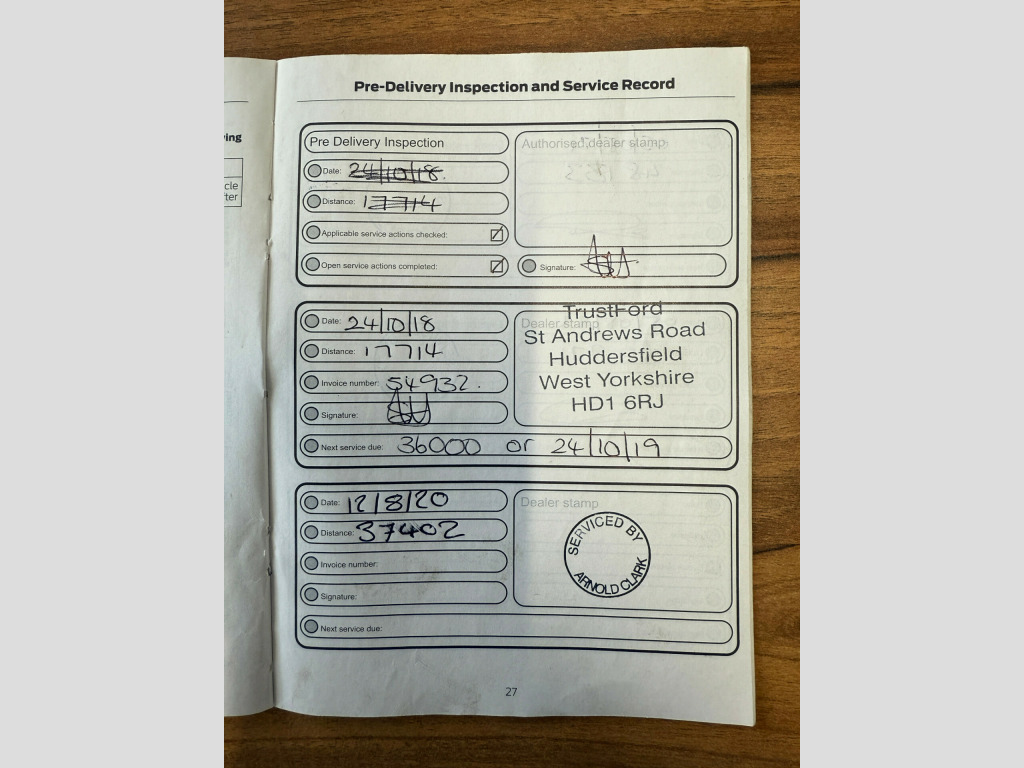 ing
cle
ter
Pre-Delivery Inspection and Service Record
Pre Delivery Inspection
Authorised dealer stamp
Date: 24/10/18.
Distance: 17714
Applicable service actions checked:
Open service actions completed:
Signature:
Date: 24/10/18
Distance: 17714
Invoice number: 54932.
Signature:
Next service due: 36000 or 24/10/19
Dealer stamp
TrustFord
St Andrews Road
Huddersfield
West Yorkshire
HD1 6RJ
Date: 12/8/20
Distance: 37402
Invoice number:
Signature:
Next service due:
Dealer stamp
SERVICED BY
ARNOLD CLARK
27